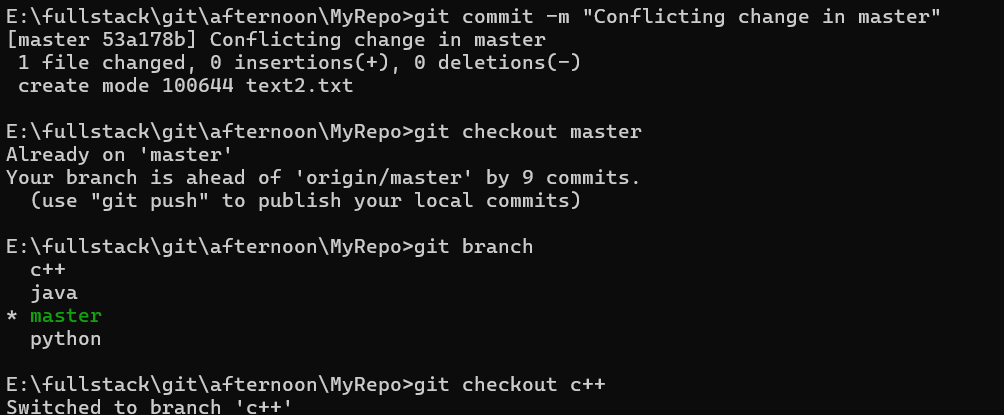 E:\fullstack\git\afternoon\MyRepo>git commit -m "Conflicting change in master"
[master 53a178b] Conflicting change in master
 1 file changed, 0 insertions(+), 0 deletions(-)
 create mode 100644 text2.txt
E:\fullstack\git\afternoon\MyRepo>git checkout master
Already on 'master'
Your branch is ahead of 'origin/master' by 9 commits.
  (use "git push" to publish your local commits)
E:\fullstack\git\afternoon\MyRepo>git branch
  c++
  java
* master
  python
E:\fullstack\git\afternoon\MyRepo>git checkout c++
Switched to branch 'c++'